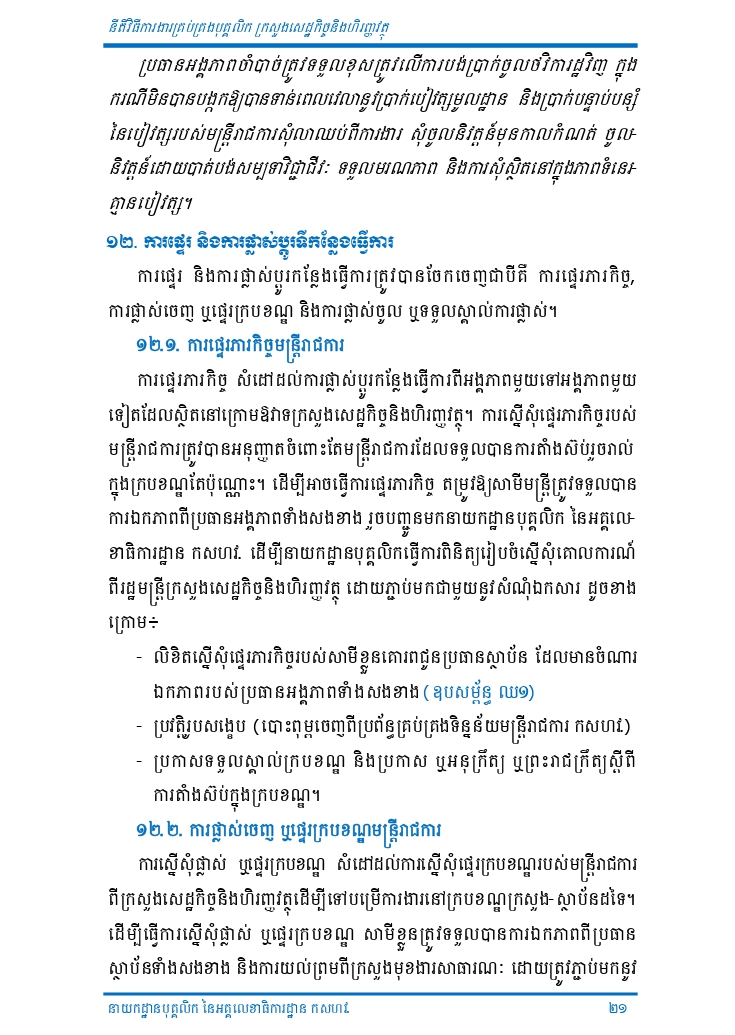 នីតិវិធីការងារគ្រប់គ្រងបុគ្គលិក ក្រសួងសេដ្ឋកិច្ចនិងហិរញ្ញវត្ថុ
ប្រធានអង្គភាពចាំបាច់ត្រូវទទួលខុសត្រូវលើការបង់ប្រាក់ចូលថវិការដ្ឋវិញ ក្នុង
ករណីមិនបានបង្កកឱ្យបានទាន់ពេលវេលានូវប្រាក់បៀវត្សមូលដ្ឋាន និងប្រាក់បន្ទាប់បន្សំ
នៃបៀវត្សរបស់មន្ត្រីរាជការសុំលាឈប់ពីការងារ សុំចូលនិវត្តន៍មុនកាលកំណត់ ចូល-
និវត្តន៍ដោយបាត់បង់សម្បទាវិជ្ជាជីវៈ ទទួលមរណភាព និងការសុំស្ថិតនៅក្នុងភាពទំនេរ-
គ្មានបៀវត្ស។
១២. ការផ្ទេរ និងការផ្លាស់ប្តូរទីកន្លែងធ្វើការ
ការផ្ទេរ និងការផ្លាស់ប្តូរកន្លែងធ្វើការត្រូវបានចែកចេញជាបីគឺ ការផ្ទេរភារកិច្ច,
ការផ្លាស់ចេញ ឬផ្ទេរក្របខណ្ឌ និងការផ្លាស់ចូល ឬទទួលស្គាល់ការផ្លាស់។
១២.១. ការផ្ទេរភារកិច្ចមន្ត្រីរាជការ
ការផ្ទេរភារកិច្ច សំដៅដល់ការផ្លាស់ប្តូរកន្លែងធ្វើការពីអង្គភាពមួយទៅអង្គភាពមួយ
ទៀតដែលស្ថិតនៅក្រោមឱវាទក្រសួងសេដ្ឋកិច្ចនិងហិរញ្ញវត្ថុ។ ការស្នើសុំផ្ទេរភារកិច្ចរបស់
មន្ត្រីរាជការត្រូវបានអនុញ្ញាតចំពោះតែមន្ត្រីរាជការដែលទទួលបានការតាំងស៊ប់រួចរាល់
ក្នុងក្របខណ្ឌតែប៉ុណ្ណោះ។ ដើម្បីអាចធ្វើការផ្ទេរភារកិច្ច តម្រូវឱ្យសាមីមន្ត្រីត្រូវទទួលបាន
ការឯកភាពពីប្រធានអង្គភាពទាំងសងខាង រួចបញ្ជូនមកនាយកដ្ឋានបុគ្គលិក នៃអគ្គលេ-
ខាធិការដ្ឋាន កសហវ. ដើម្បីនាយកដ្ឋានបុគ្គលិកធ្វើការពិនិត្យរៀបចំស្នើសុំគោលការណ៍
ពីរដ្ឋមន្ត្រីក្រសួងសេដ្ឋកិច្ចនិងហិរញ្ញវត្ថុ ដោយភ្ជាប់មកជាមួយនូវសំណុំឯកសារ ដូចខាង
ក្រោម÷
- លិខិតស្នើសុំផ្ទេរភារកិច្ចរបស់សាមីខ្លួនគោរពជូនប្រធានស្ថាប័ន ដែលមានចំណារ
ឯកភាពរបស់ប្រធានអង្គភាពទាំងសងខាង (ឧបសម្ព័ន្ធ ឈ១)
- ប្រវត្តិរូបសង្ខេប (បោះពុម្ពចេញពីប្រព័ន្ធគ្រប់គ្រងទិន្នន័យមន្ត្រីរាជការ កសហវ.)
- ប្រកាសទទួលស្គាល់ក្របខណ្ឌ និងប្រកាស ឬអនុក្រឹត្យ ឬព្រះរាជក្រឹត្យស្តីពី
ការតាំងស៊ប់ក្នុងក្របខណ្ឌ។
១២.២. ការផ្លាស់ចេញ ឬផ្ទេរក្របខណ្ឌមន្ត្រីរាជការ
ការស្នើសុំផ្លាស់ ឬផ្ទេរក្របខណ្ឌ សំដៅដល់ការស្នើសុំផ្ទេរក្របខណ្ឌរបស់មន្ត្រីរាជការ
ពីក្រសួងសេដ្ឋកិច្ចនិងហិរញ្ញវត្ថុដើម្បីទៅបម្រើការងារនៅក្របខណ្ឌក្រសួង-ស្ថាប័នដទៃ។
ដើម្បីធ្វើការស្នើសុំផ្លាស់ ឬផ្ទេរក្របខណ្ឌ សាមីខ្លួនត្រូវទទួលបានការឯកភាពពីប្រធាន
ស្ថាប័នទាំងសងខាង និងការយល់ព្រមពីក្រសួងមុខងារសាធារណៈ ដោយត្រូវភ្ជាប់មកនូវ
នាយកដ្ឋានបុគ្គលិក នៃអគ្គលេខាធិការដ្ឋាន កសហវ. ២១